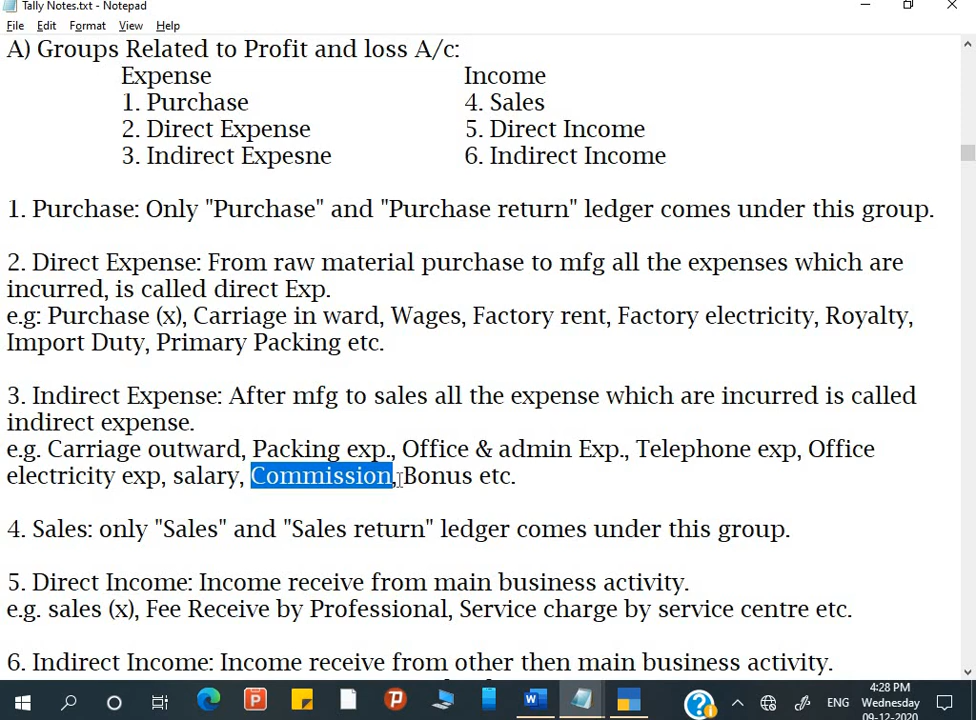 Tally Notes.txt - Notepad
File Edit Format View Help
A) Groups Related to Profit and loss A/c:
Expense Income
1. Purchase 4. Sales
2. Direct Expense 5. Direct Income
3. Indirect Expesne 6. Indirect Income
1. Purchase: Only "Purchase" and "Purchase return" ledger comes under this group.
2. Direct Expense: From raw material purchase to mfg all the expenses which are
incurred, is called direct Exp.
e.g: Purchase (x), Carriage in ward, Wages, Factory rent, Factory electricity, Royalty,
Import Duty, Primary Packing etc.
3. Indirect Expense: After mfg to sales all the expense which are incurred is called
indirect expense.
e.g. Carriage outward, Packing exp., Office & admin Exp., Telephone exp, Office
electricity exp, salary, Commission, Bonus etc.
4. Sales: only "Sales" and "Sales return" ledger comes under this group.
5. Direct Income: Income receive from main business activity.
e.g. sales (x), Fee Receive by Professional, Service charge by service centre etc.
6. Indirect Income: Income receive from other then main business activity.
ENG
4:28 PM
Wednesday
09-12-2020